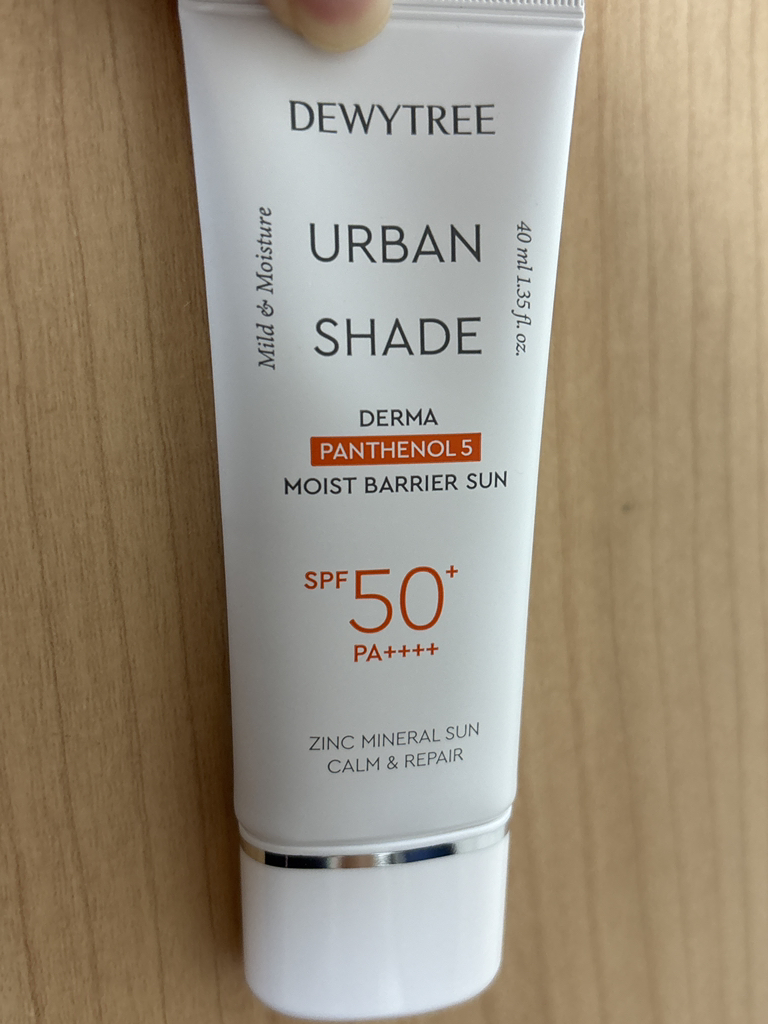 DEWYTREE
URBAN
SHADE
Mild & Moisture
40 ml 1.35 fl. oz.
DERMA
PANTHENOL 5
MOIST BARRIER SUN
SPF 50+
PA++++
ZINC MINERAL SUN
CALM & REPAIR